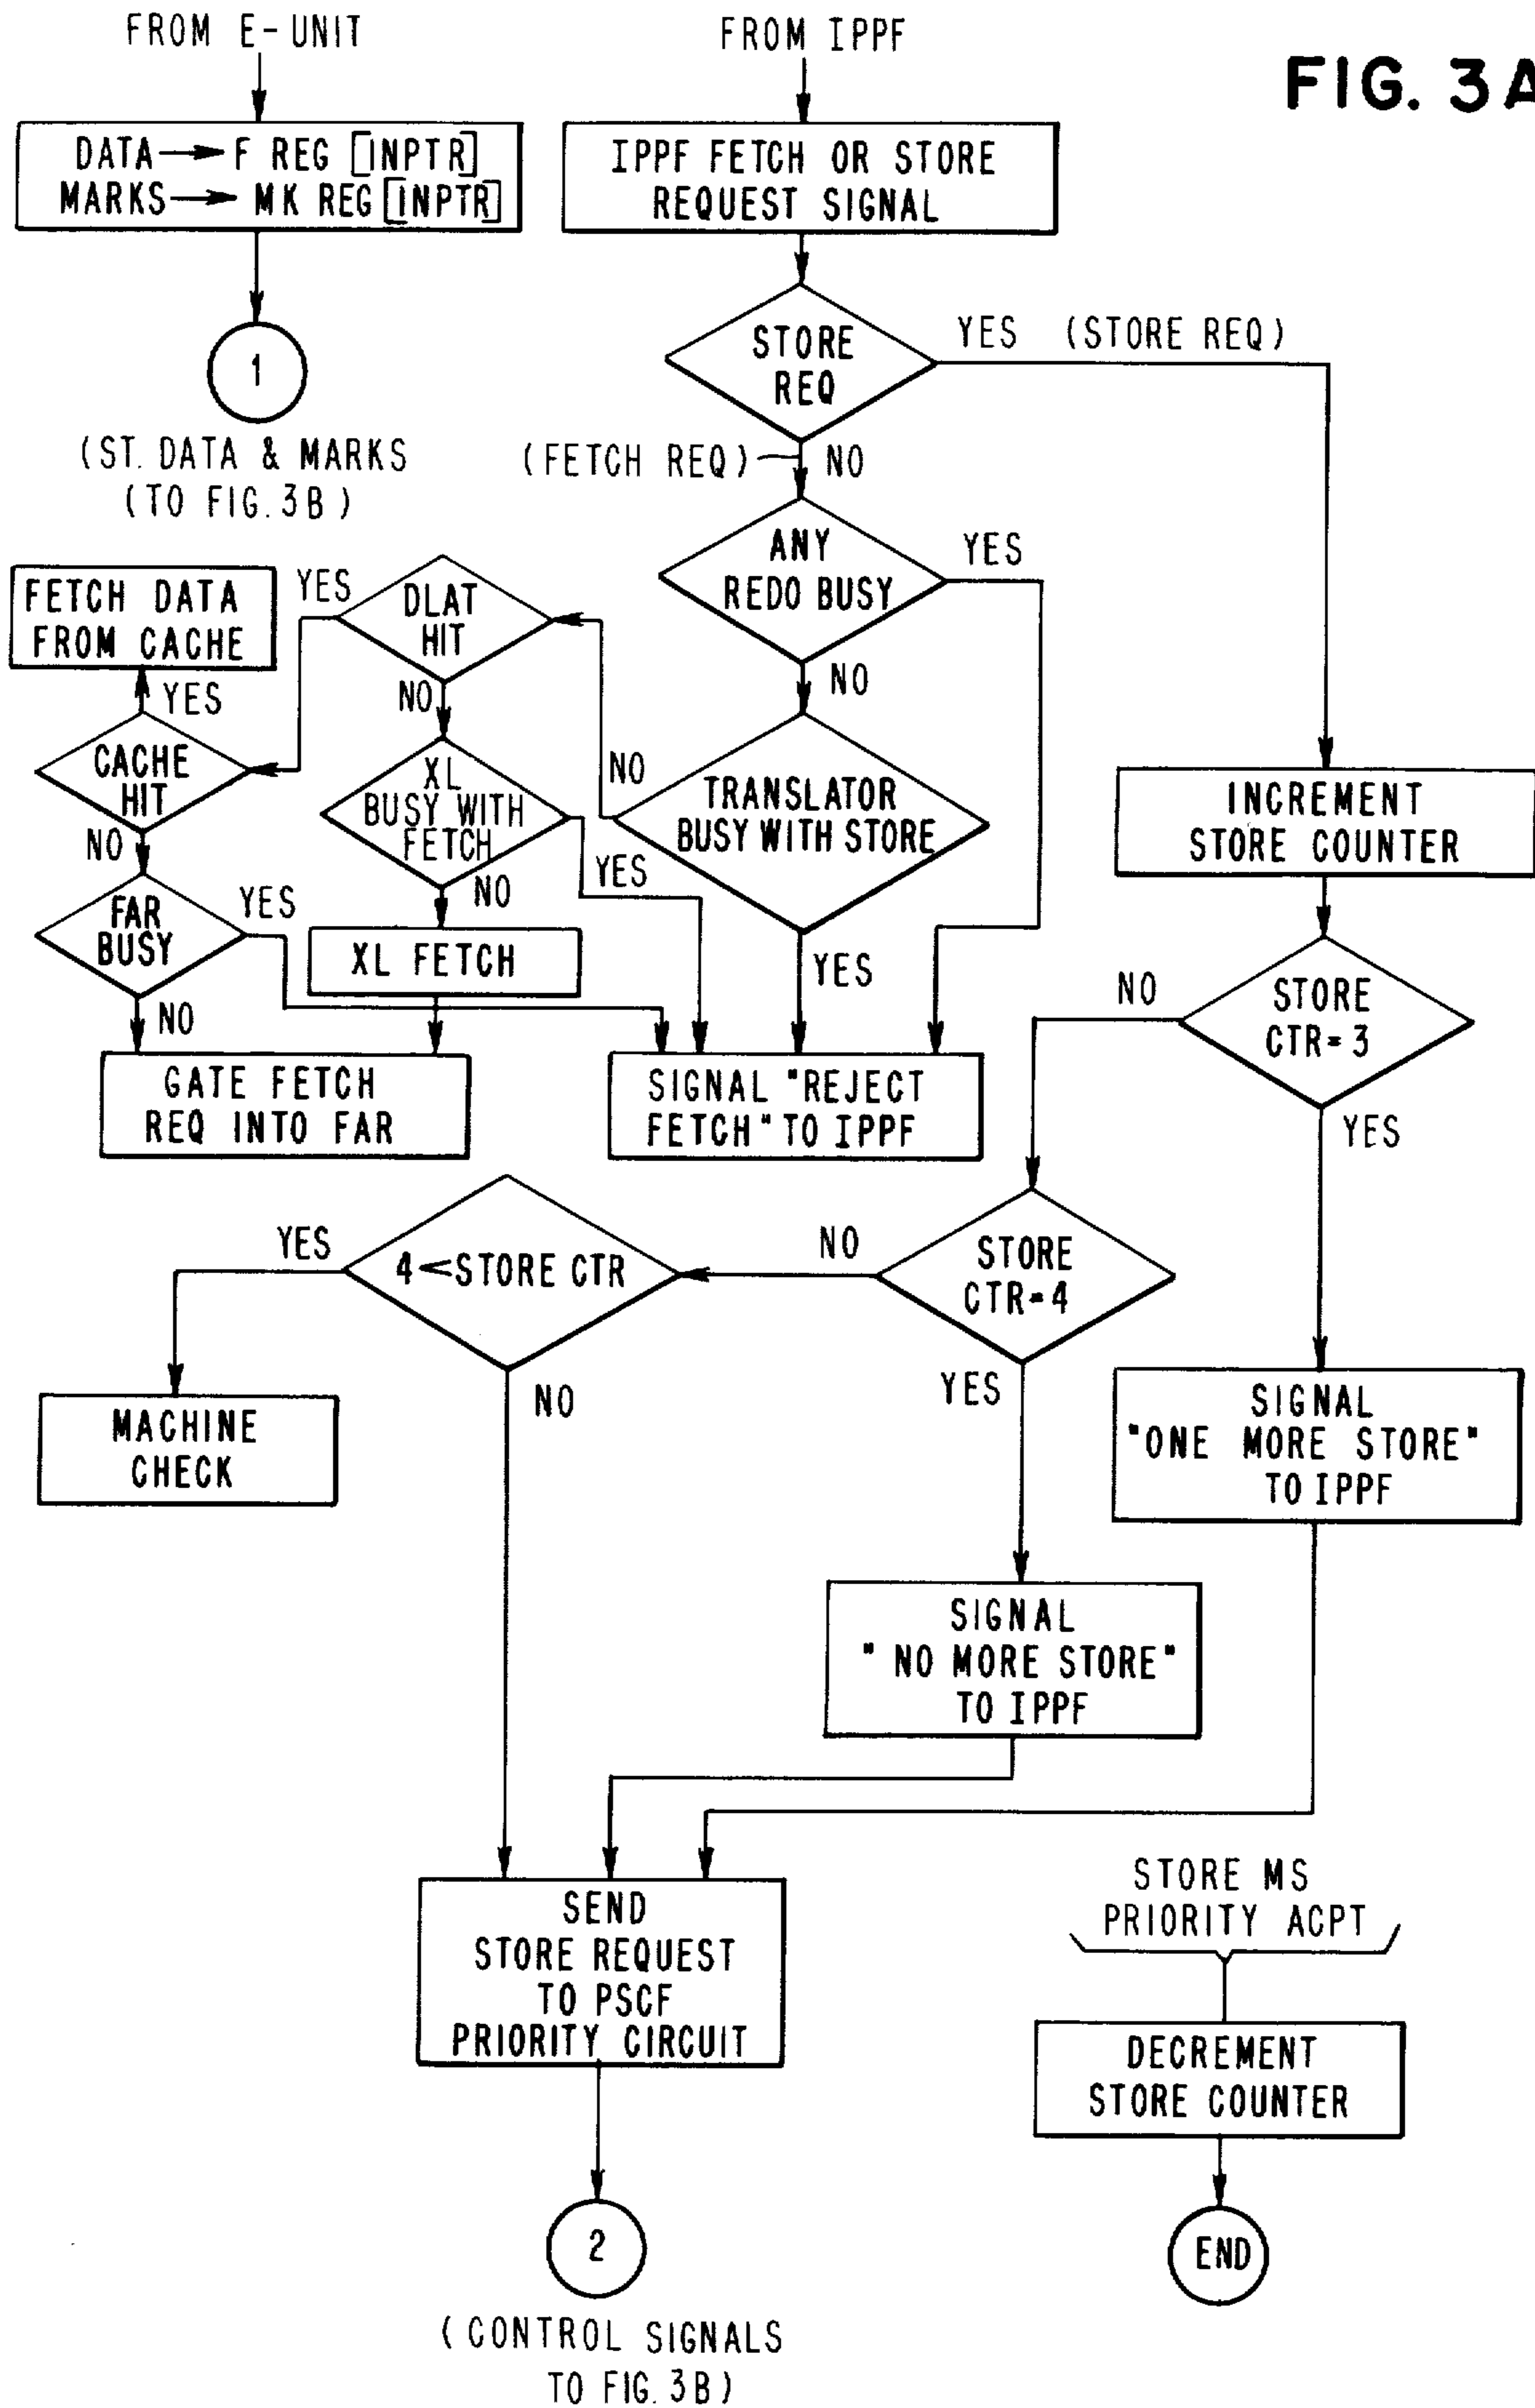 FROM E-UNIT
FROM IPPF
FIG. 3A
DATA→F REG [INPTR]
MARKS→MK REG [INPTR]
IPPF FETCH OR STORE
REQUEST SIGNAL
1
(ST. DATA & MARKS
(TO FIG. 3B)
STORE
REQ
YES (STORE REQ)
(FETCH REQ)
NO
ANY
REDO BUSY
YES
NO
FETCH DATA
FROM CACHE
YES
DLAT
HIT
NO
YES
CACHE
HIT
NO
XL
BUSY WITH
FETCH
YES
NO
TRANSLATOR
BUSY WITH STORE
NO
YES
INCREMENT
STORE COUNTER
FAR
BUSY
YES
NO
XL FETCH
GATE FETCH
REQ INTO FAR
SIGNAL "REJECT
FETCH" TO IPPF
STORE
CTR=3
NO
YES
STORE
CTR=4
NO
YES
4<STORE CTR
YES
NO
MACHINE
CHECK
SIGNAL
"ONE MORE STORE"
TO IPPF
SIGNAL
"NO MORE STORE"
TO IPPF
SEND
STORE REQUEST
TO PSCF
PRIORITY CIRCUIT
STORE MS
PRIORITY ACPT
DECREMENT
STORE COUNTER
2
END
(CONTROL SIGNALS
TO FIG. 3B)